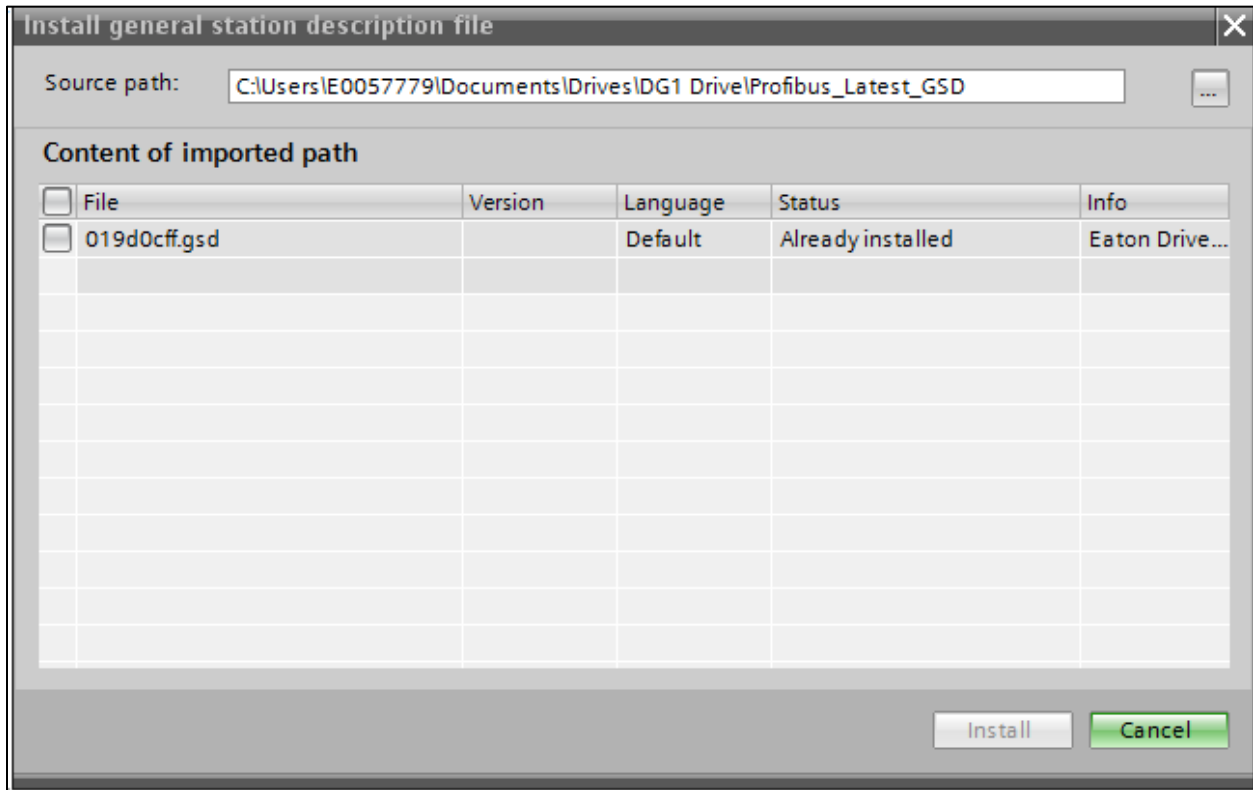 Install general station description file
Source path: C:\Users\E0057779\Documents\Drives\DG1 Drive\Profibus_Latest_GSD ...
Content of imported path
File Version Language Status Info
019d0cff.gsd Default Already installed Eaton Drive...
Install Cancel